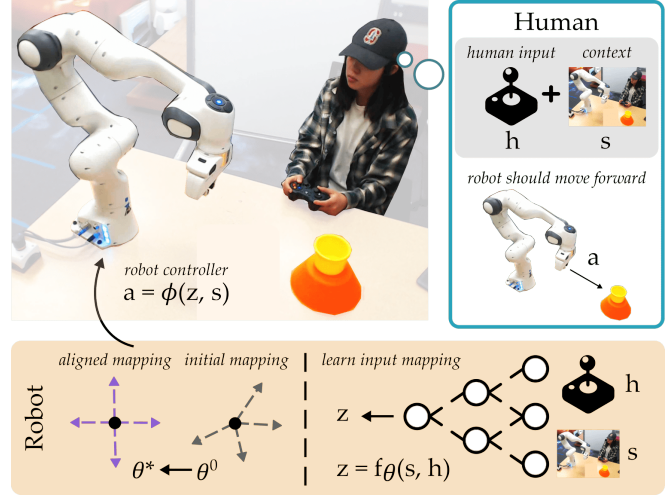 Human
human input
context
h
s
robot should move forward
a
robot controller
a = ϕ(z, s)
Robot
aligned mapping
initial mapping
θ* θ⁰
learn input mapping
z
h
s
z = fθ(s, h)